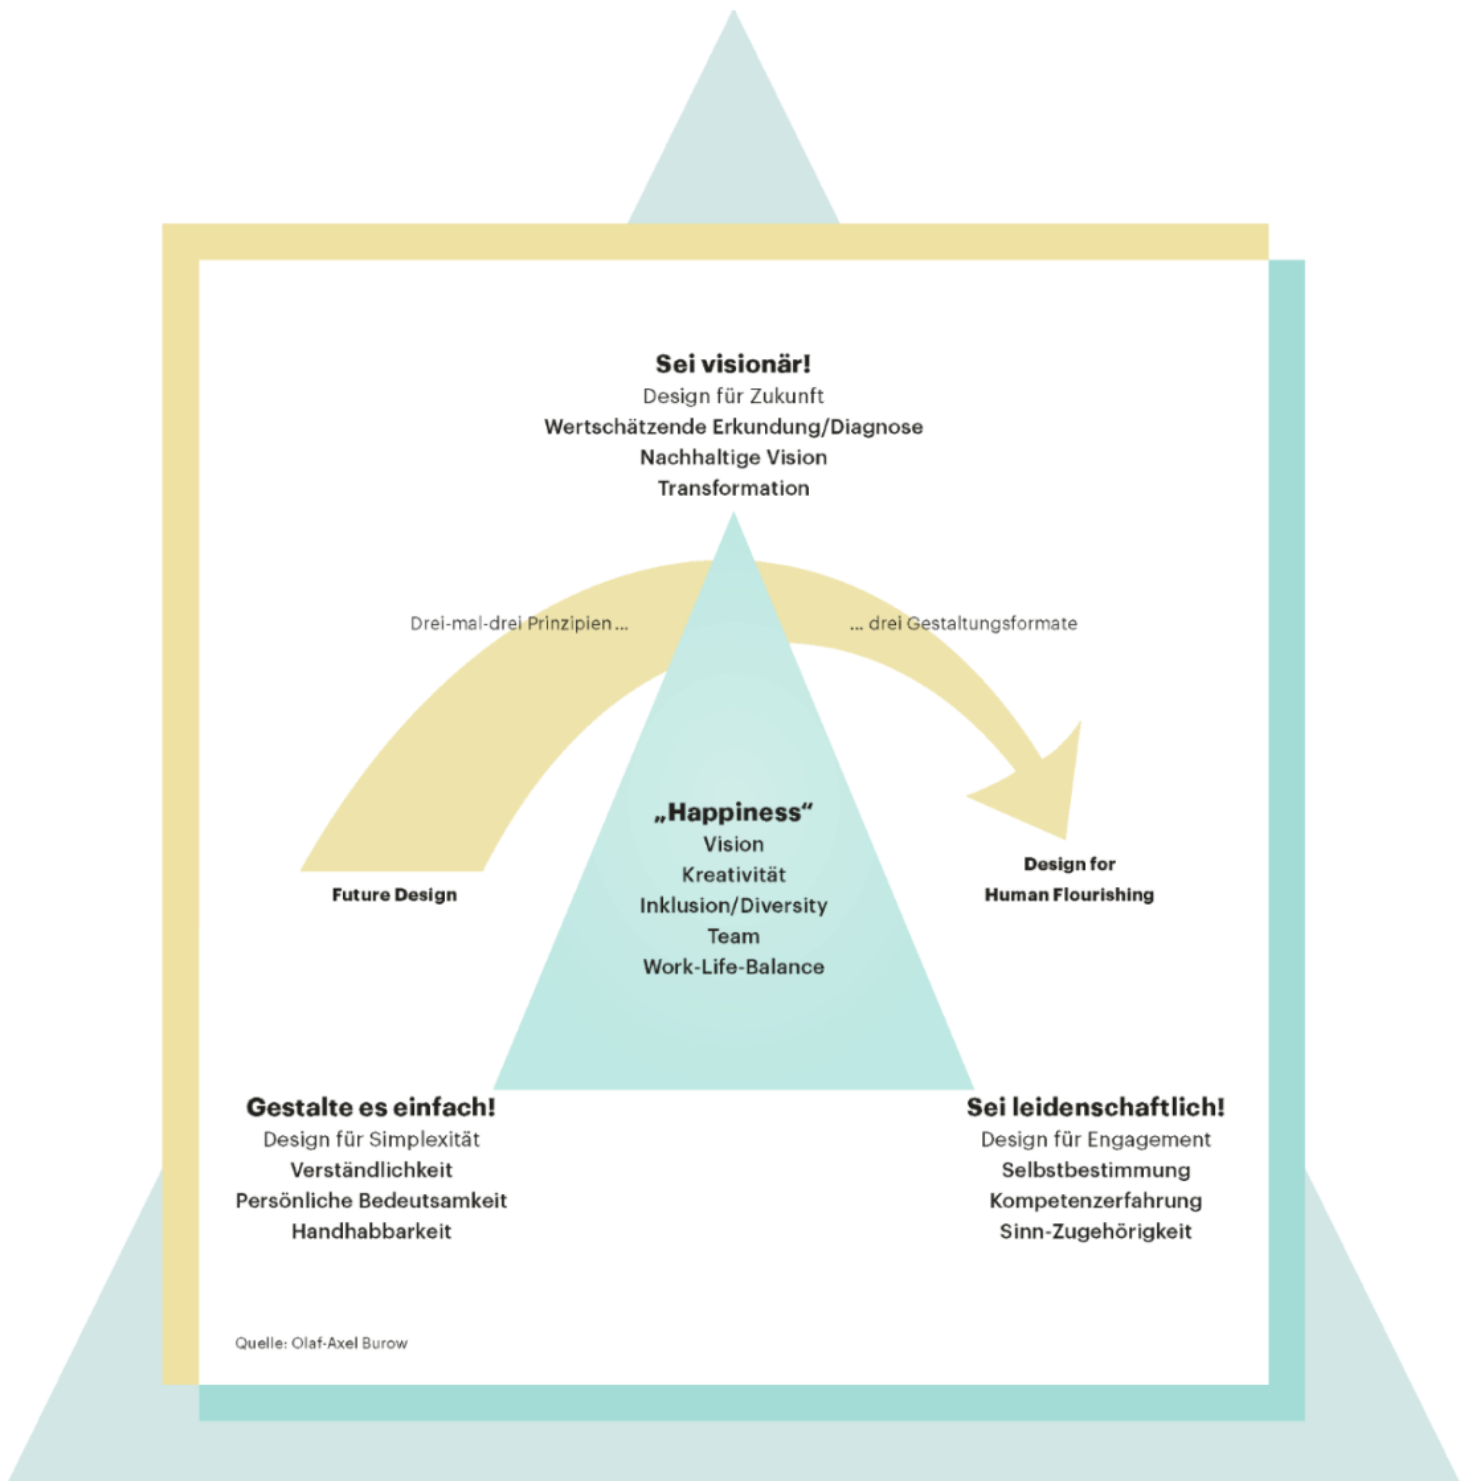 Sei visionär!
Design für Zukunft
Wertschätzende Erkundung/Diagnose
Nachhaltige Vision
Transformation
Drei-mal-drei Prinzipien ...
... drei Gestaltungsformate
„Happiness“
Vision
Kreativität
Inklusion/Diversity
Team
Work-Life-Balance
Future Design
Design for
Human Flourishing
Gestalte es einfach!
Design für Simplexität
Verständlichkeit
Persönliche Bedeutsamkeit
Handhabbarkeit
Sei leidenschaftlich!
Design für Engagement
Selbstbestimmung
Kompetenzerfahrung
Sinn-Zugehörigkeit
Quelle: Olaf-Axel Burow